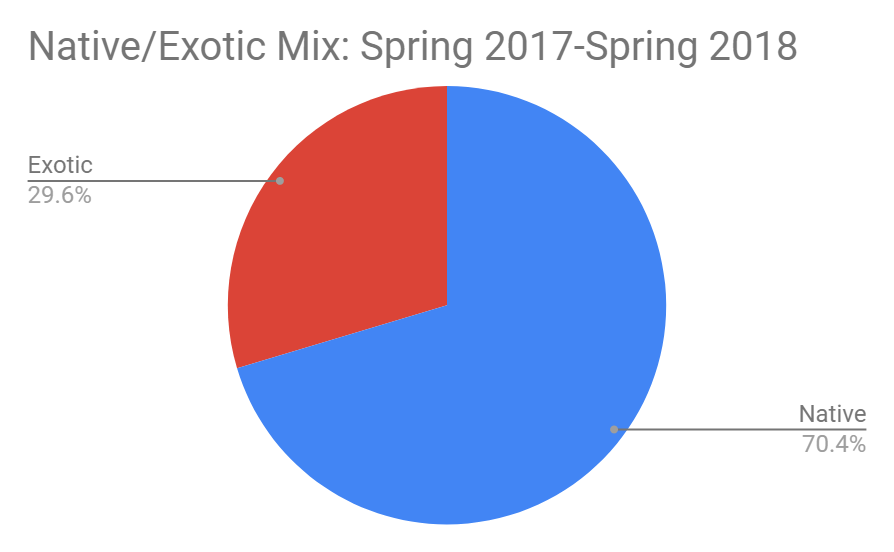 Native/Exotic Mix: Spring 2017-Spring 2018
Exotic
29.6%
Native
70.4%